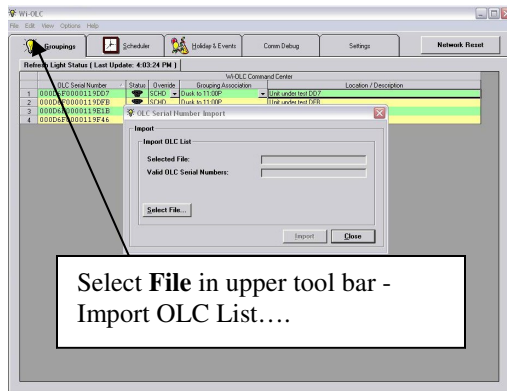 Wi-OLC
File Edit View Options Help
Groupings Scheduler Holiday & Events Comm Debug Settings Network Reset
Refresh Light Status [ Last Update: 4:03:24 PM ]
Wi-OLC Command Center
OLC Serial Number Status Override Grouping Association Location / Description
1 000D6F0000119DD7 SCHD Dusk to 11:00P Unit under test DD7
2 000D6F0000119DFB SCHD Dusk to 11:00P Unit under test DFB
3 000D6F0000119E1B
4 000D6F0000119F46
OLC Serial Number Import
Import
Import OLC List
Selected File:
Valid OLC Serial Numbers:
Select File...
Import Close
Select File in upper tool bar -
Import OLC List….